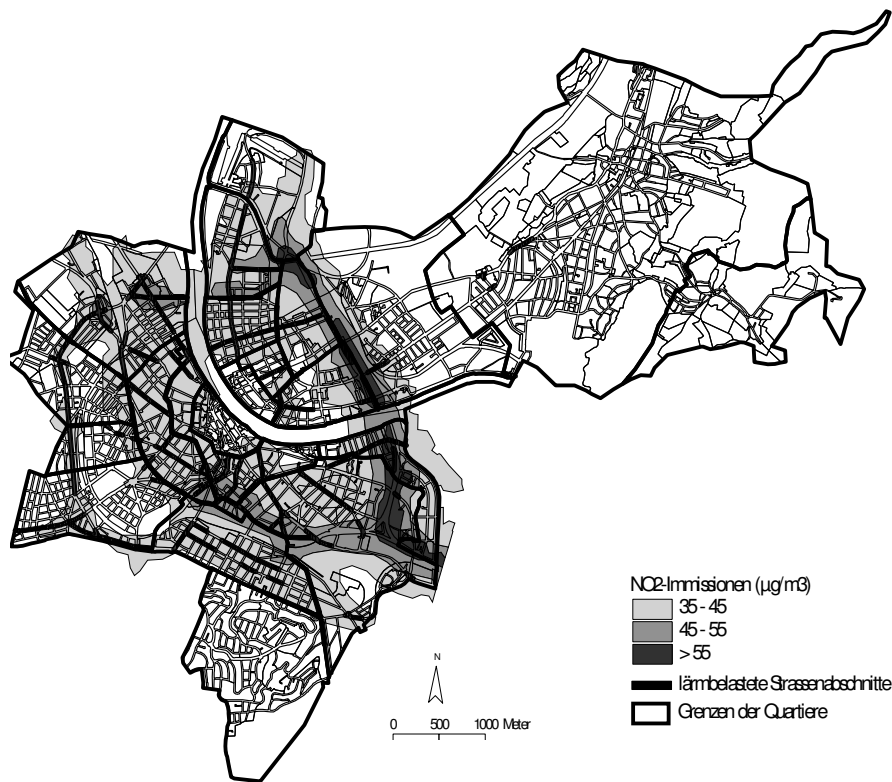 NO2-Immissionen (µg/m3)
35 - 45
45 - 55
> 55
lärmbelastete Strassenabschnitte
Grenzen der Quartiere
N
0 500 1000 Meter